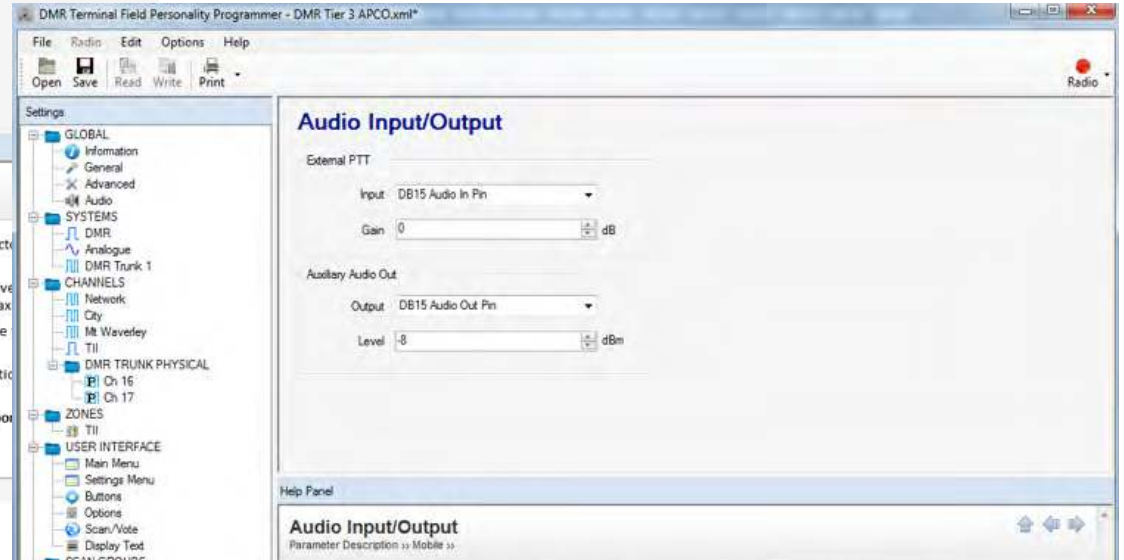 DMR Terminal Field Personality Programmer - DMR Tier 3 APCO.xml*
File Radio Edit Options Help
Open Save Read Write Print
Radio
Settings
GLOBAL
Information
General
Advanced
Audio
SYSTEMS
DMR
Analogue
DMR Trunk 1
CHANNELS
Network
City
Mt Waverley
TII
DMR TRUNK PHYSICAL
Ch 16
Ch 17
ZONES
TII
USER INTERFACE
Main Menu
Settings Menu
Buttons
Options
Scan/Vote
Display Text
Audio Input/Output
External PTT
Input DB15 Audio In Pin
Gain 0 dB
Auxiliary Audio Out
Output DB15 Audio Out Pin
Level -8 dBm
Help Panel
Audio Input/Output
Parameter Description ›› Mobile ››